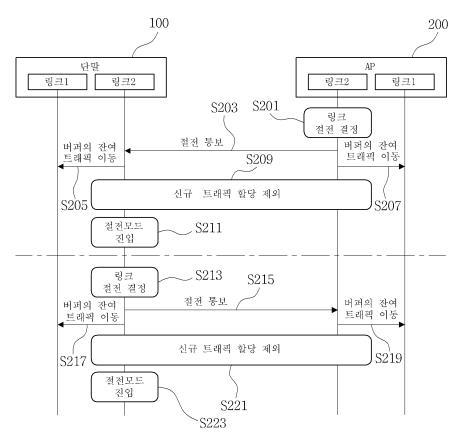 100
200
단말
AP
링크1
링크2
링크2
링크1
S201
S203
링크
절전 결정
절전 통보
버퍼의 잔여
트래픽 이동
버퍼의 잔여
트래픽 이동
S209
S205
S207
신규 트래픽 할당 제외
절전모드
진입
S211
링크
절전 결정
S213
S215
버퍼의 잔여
트래픽 이동
절전 통보
버퍼의 잔여
트래픽 이동
S217
S219
신규 트래픽 할당 제외
S221
절전모드
진입
S223